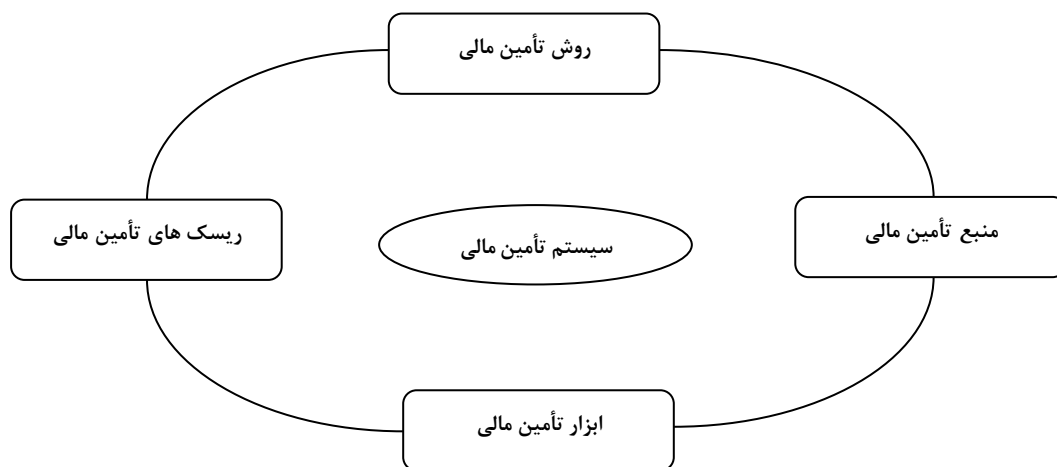 روش تأمین مالی
منبع تأمین مالی
سیستم تأمین مالی
ریسک های تأمین مالی
ابزار تأمین مالی